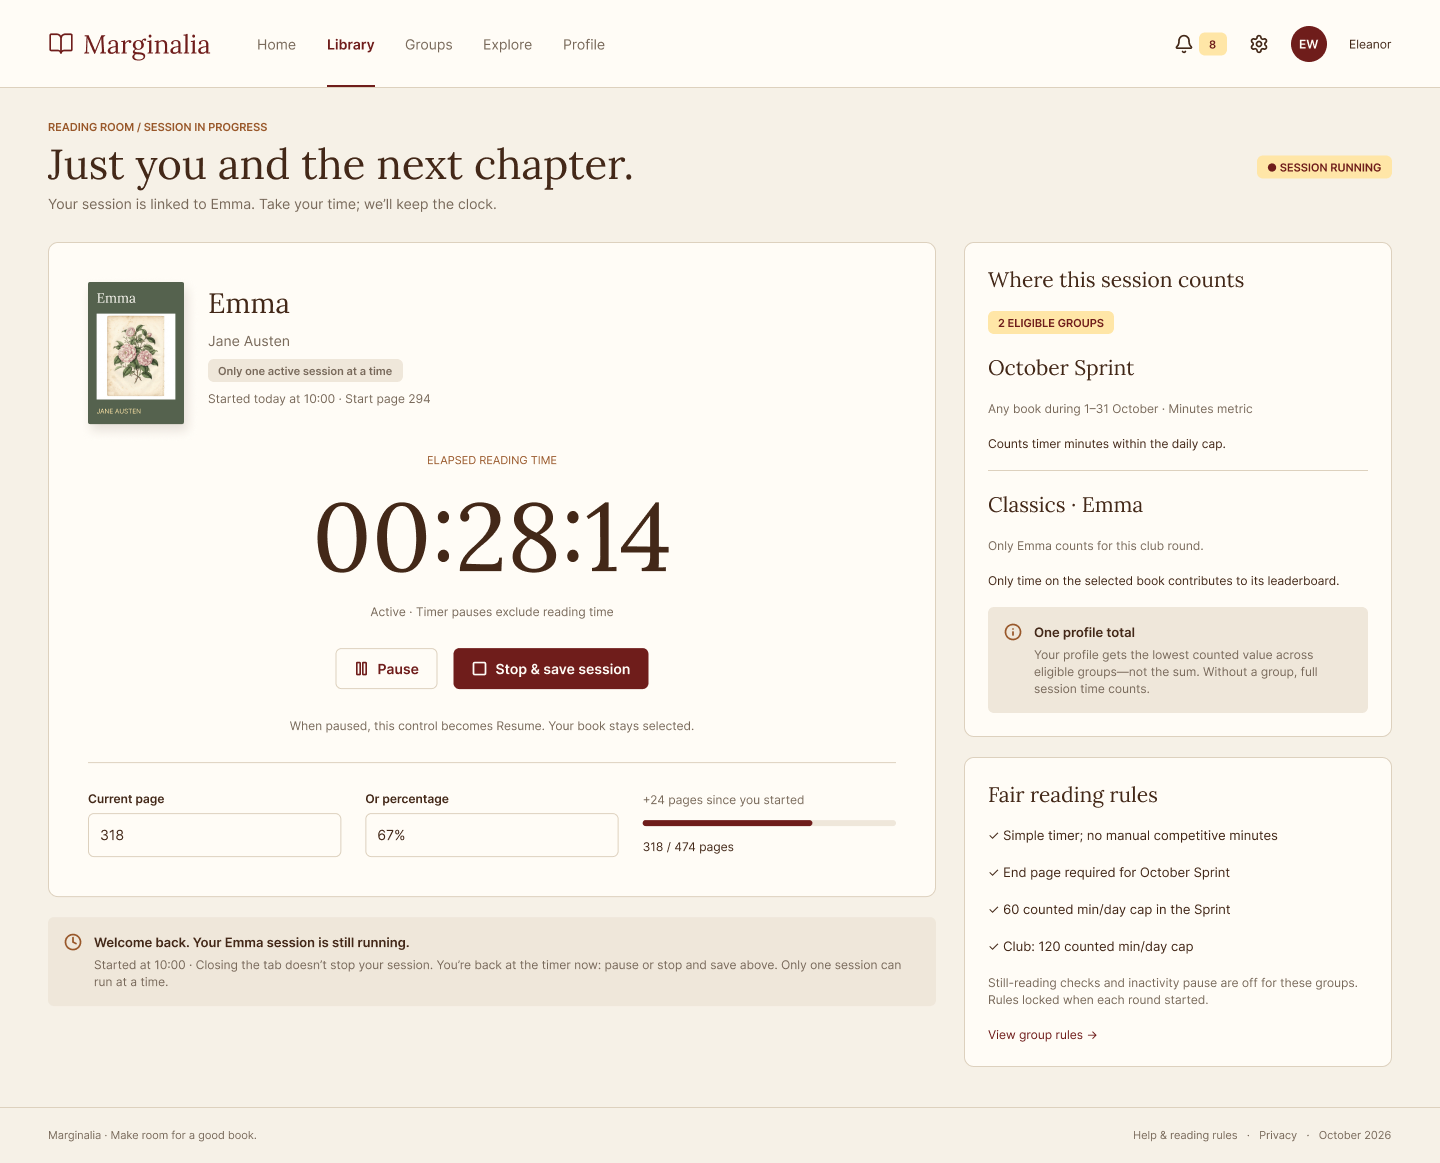 Marginalia
Home
Library
Groups
Explore
Profile
8
EW
Eleanor
READING ROOM / SESSION IN PROGRESS
Just you and the next chapter.
Your session is linked to Emma. Take your time; we’ll keep the clock.
● SESSION RUNNING
Emma
JANE AUSTEN
Emma
Jane Austen
Only one active session at a time
Started today at 10:00 · Start page 294
ELAPSED READING TIME
00:28:14
Active · Timer pauses exclude reading time
Pause
Stop & save session
When paused, this control becomes Resume. Your book stays selected.
Current page
318
Or percentage
67%
+24 pages since you started
318 / 474 pages
Welcome back. Your Emma session is still running.
Started at 10:00 · Closing the tab doesn’t stop your session. You’re back at the timer now: pause or stop and save above. Only one session can
run at a time.
Where this session counts
2 ELIGIBLE GROUPS
October Sprint
Any book during 1–31 October · Minutes metric
Counts timer minutes within the daily cap.
Classics · Emma
Only Emma counts for this club round.
Only time on the selected book contributes to its leaderboard.
One profile total
Your profile gets the lowest counted value across
eligible groups—not the sum. Without a group, full
session time counts.
Fair reading rules
✓ Simple timer; no manual competitive minutes
✓ End page required for October Sprint
✓ 60 counted min/day cap in the Sprint
✓ Club: 120 counted min/day cap
Still-reading checks and inactivity pause are off for these groups.
Rules locked when each round started.
View group rules →
Marginalia · Make room for a good book.
Help & reading rules · Privacy · October 2026